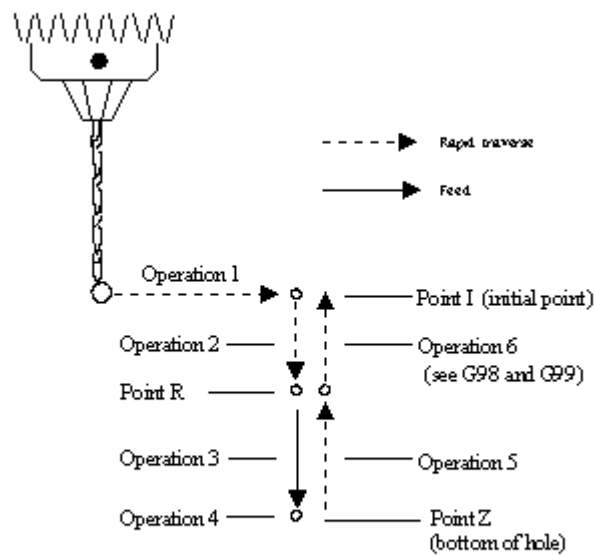 Rapid traverse
Feed
Operation 1
Point I (initial point)
Operation 2
Operation 6
(see G98 and G99)
Point R
Operation 3
Operation 5
Operation 4
Point Z
(bottom of hole)